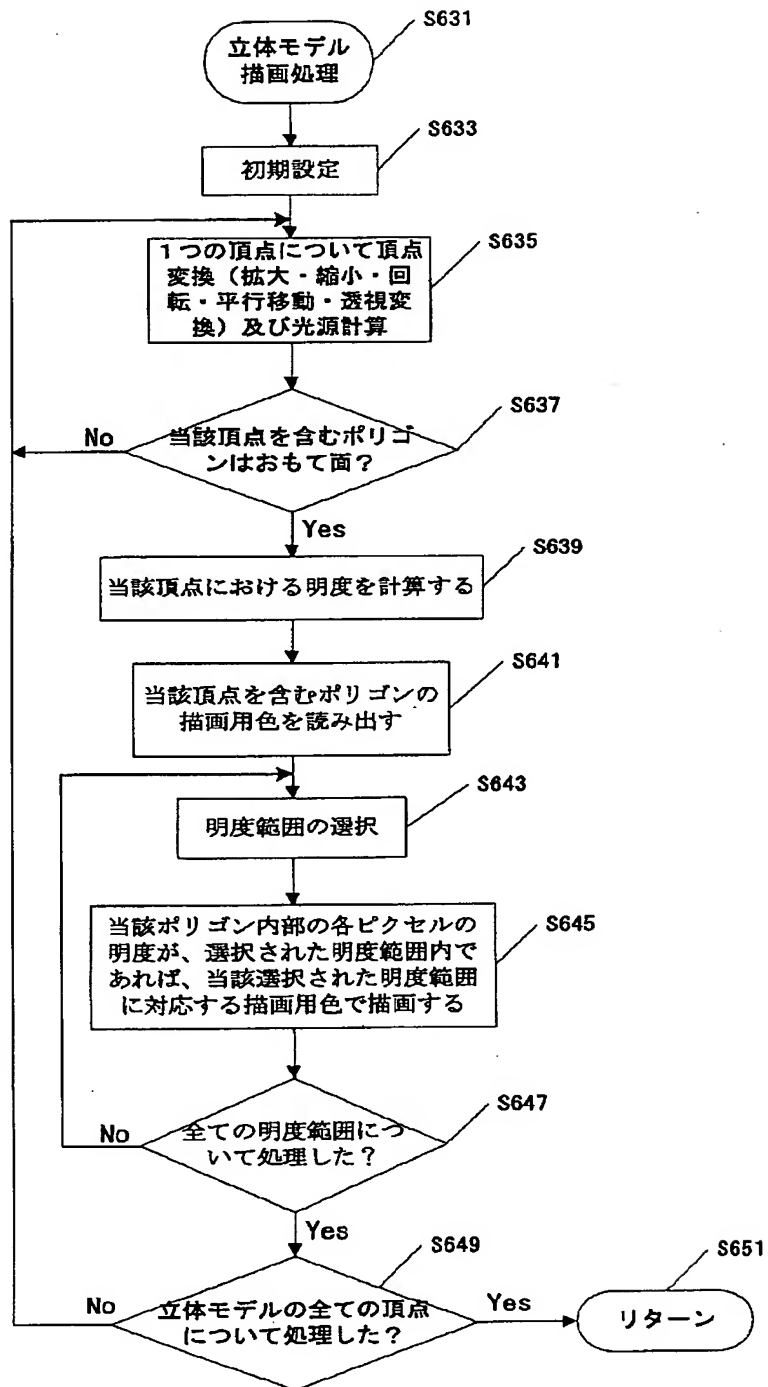 S631
立体モデル
描画処理
S633
初期設定
S635
1つの頂点について頂点
変換(拡大・縮小・回
転・平行移動・透視変
換)及び光源計算
S637
No
当該頂点を含むポリゴ
ンはおもて面?
Yes
S639
当該頂点における明度を計算する
S641
当該頂点を含むポリゴンの
描画用色を読み出す
S643
明度範囲の選択
S645
当該ポリゴン内部の各ピクセルの
明度が、選択された明度範囲内で
あれば、当該選択された明度範囲
に対応する描画用色で描画する
S647
No
全ての明度範囲につ
いて処理した?
Yes
S649
S651
No
立体モデルの全ての頂点
について処理した?
Yes
リターン